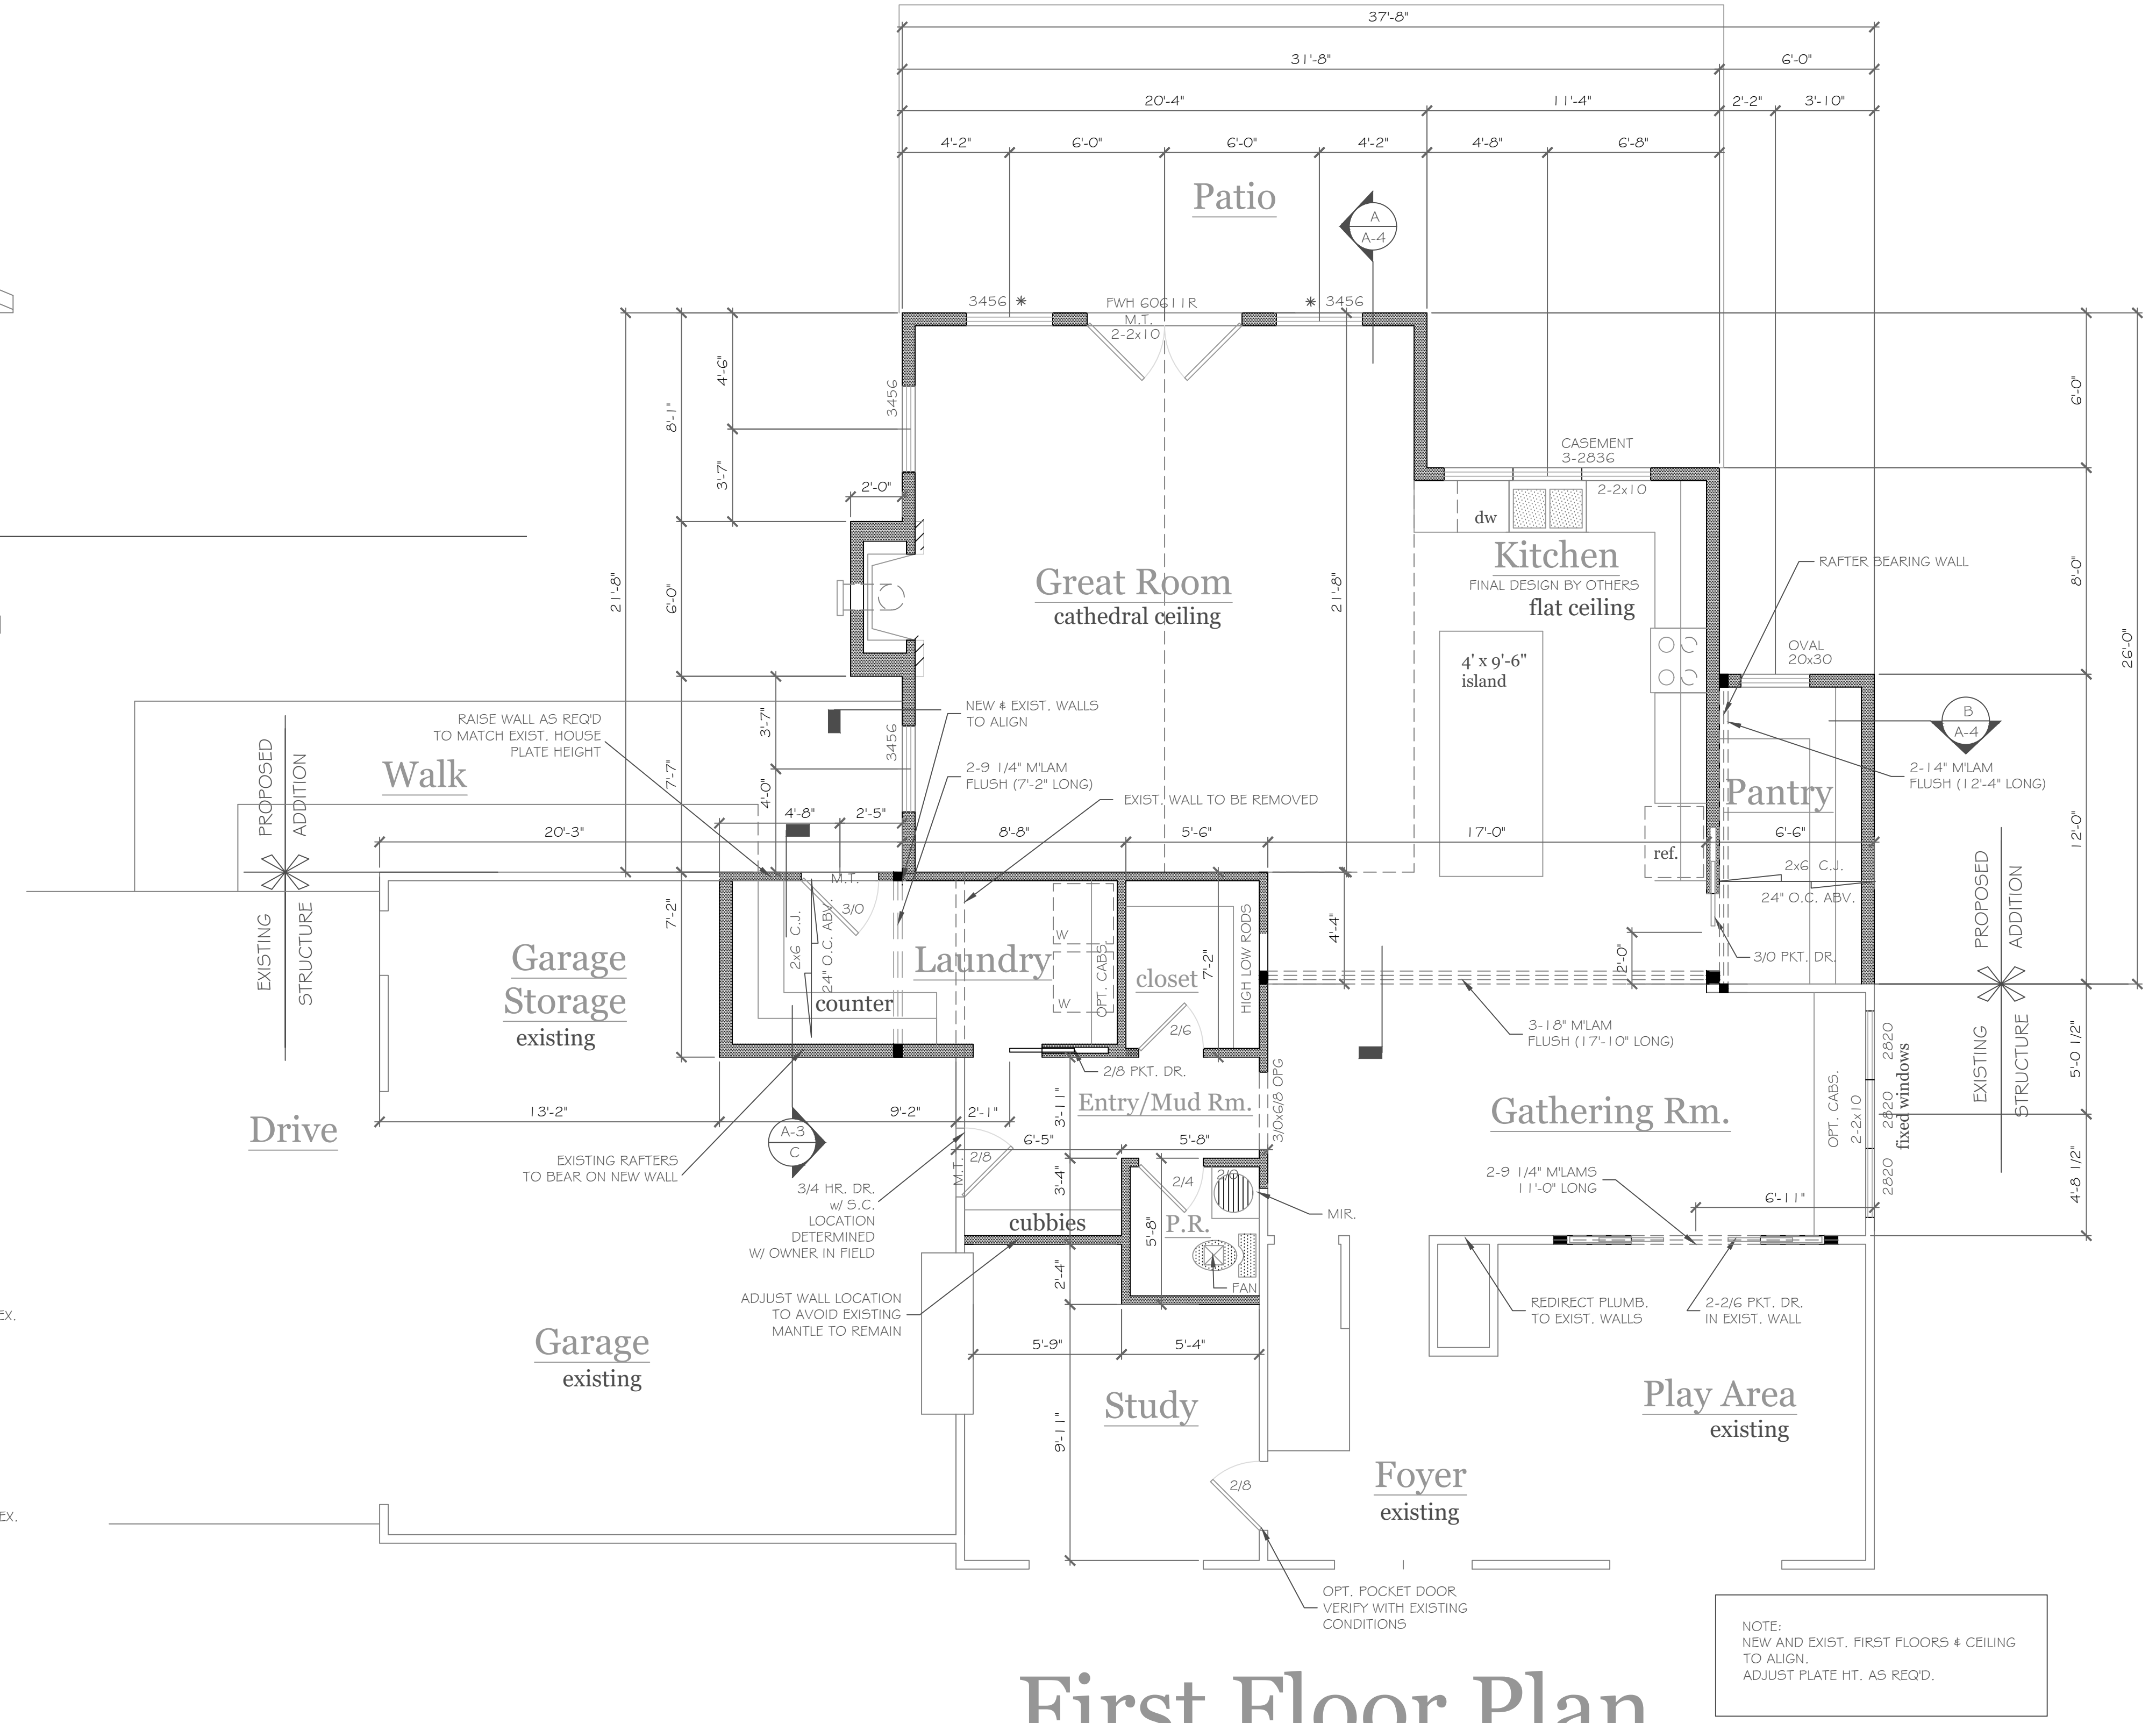 37'-8"
31'-8"
6'-0"
20'-4"
11'-4"
2'-2"
3'-10"
4'-2"
6'-0"
6'-0"
4'-2"
4'-8"
6'-8"
Patio
A
A-4
3456 *
FWH 60611R
* 3456
M.T.
2-2x10
4'-6"
8'-1"
3'-7"
3456
2'-0"
6'-0"
CASEMENT
3-2836
2-2x10
dw
Kitchen
FINAL DESIGN BY OTHERS
flat ceiling
RAFTER BEARING WALL
8'-0"
21'-8"
6'-0"
Great Room
cathedral ceiling
21'-8"
26'-0"
4' x 9'-6"
island
OVAL
20x30
RAISE WALL AS REQ'D
TO MATCH EXIST. HOUSE
PLATE HEIGHT
NEW & EXIST. WALLS
TO ALIGN
3'-7"
3456
B
A-4
Walk
PROPOSED
ADDITION
7'-7"
4'-0"
2-9 1/4" M'LAM
FLUSH (7'-2" LONG)
2-14" M'LAM
FLUSH (12'-4" LONG)
Pantry
EXIST. WALL TO BE REMOVED
4'-8"
2'-5"
20'-3"
8'-8"
5'-6"
17'-0"
6'-6"
12'-0"
ref.
2x6 C.J.
24" O.C. ABV.
PROPOSED
ADDITION
M.T.
3/0
7'-2"
EXISTING
STRUCTURE
Garage
Storage
existing
2x6 C.J.
24" O.C. ABV.
Laundry
W
W
OPT. CABS.
closet
7'-2"
HIGH LOW RODS
4'-4"
2'-0"
3/0 PKT. DR.
counter
2/6
3-18" M'LAM
FLUSH (17'-10" LONG)
EXISTING
STRUCTURE
2820
2820
2820
fixed windows
5'-0 1/2"
2/8 PKT. DR.
OPT. CABS.
2-2x10
Drive
13'-2"
9'-2"
2'-1"
3'-11"
Entry/Mud Rm.
3/0x6/8 OPG
Gathering Rm.
A-3
C
6'-5"
5'-8"
EXISTING RAFTERS
TO BEAR ON NEW WALL
M.T.
2/8
3'-4"
2/4
2/0
2-9 1/4" M'LAMS
11'-0" LONG
6'-11"
4'-8 1/2"
3/4 HR. DR.
w/ S.C.
LOCATION
DETERMINED
W/ OWNER IN FIELD
cubbies
5'-8"
P.R.
MIR.
2'-4"
FAN
ADJUST WALL LOCATION
TO AVOID EXISTING
MANTLE TO REMAIN
REDIRECT PLUMB.
TO EXIST. WALLS
2-2/6 PKT. DR.
IN EXIST. WALL
EX.
Garage
existing
5'-9"
5'-4"
Study
9'-11"
Play Area
existing
2/8
Foyer
existing
EX.
OPT. POCKET DOOR
VERIFY WITH EXISTING
CONDITIONS
NOTE:
NEW AND EXIST. FIRST FLOORS & CEILING
TO ALIGN.
ADJUST PLATE HT. AS REQ'D.
First Floor Plan